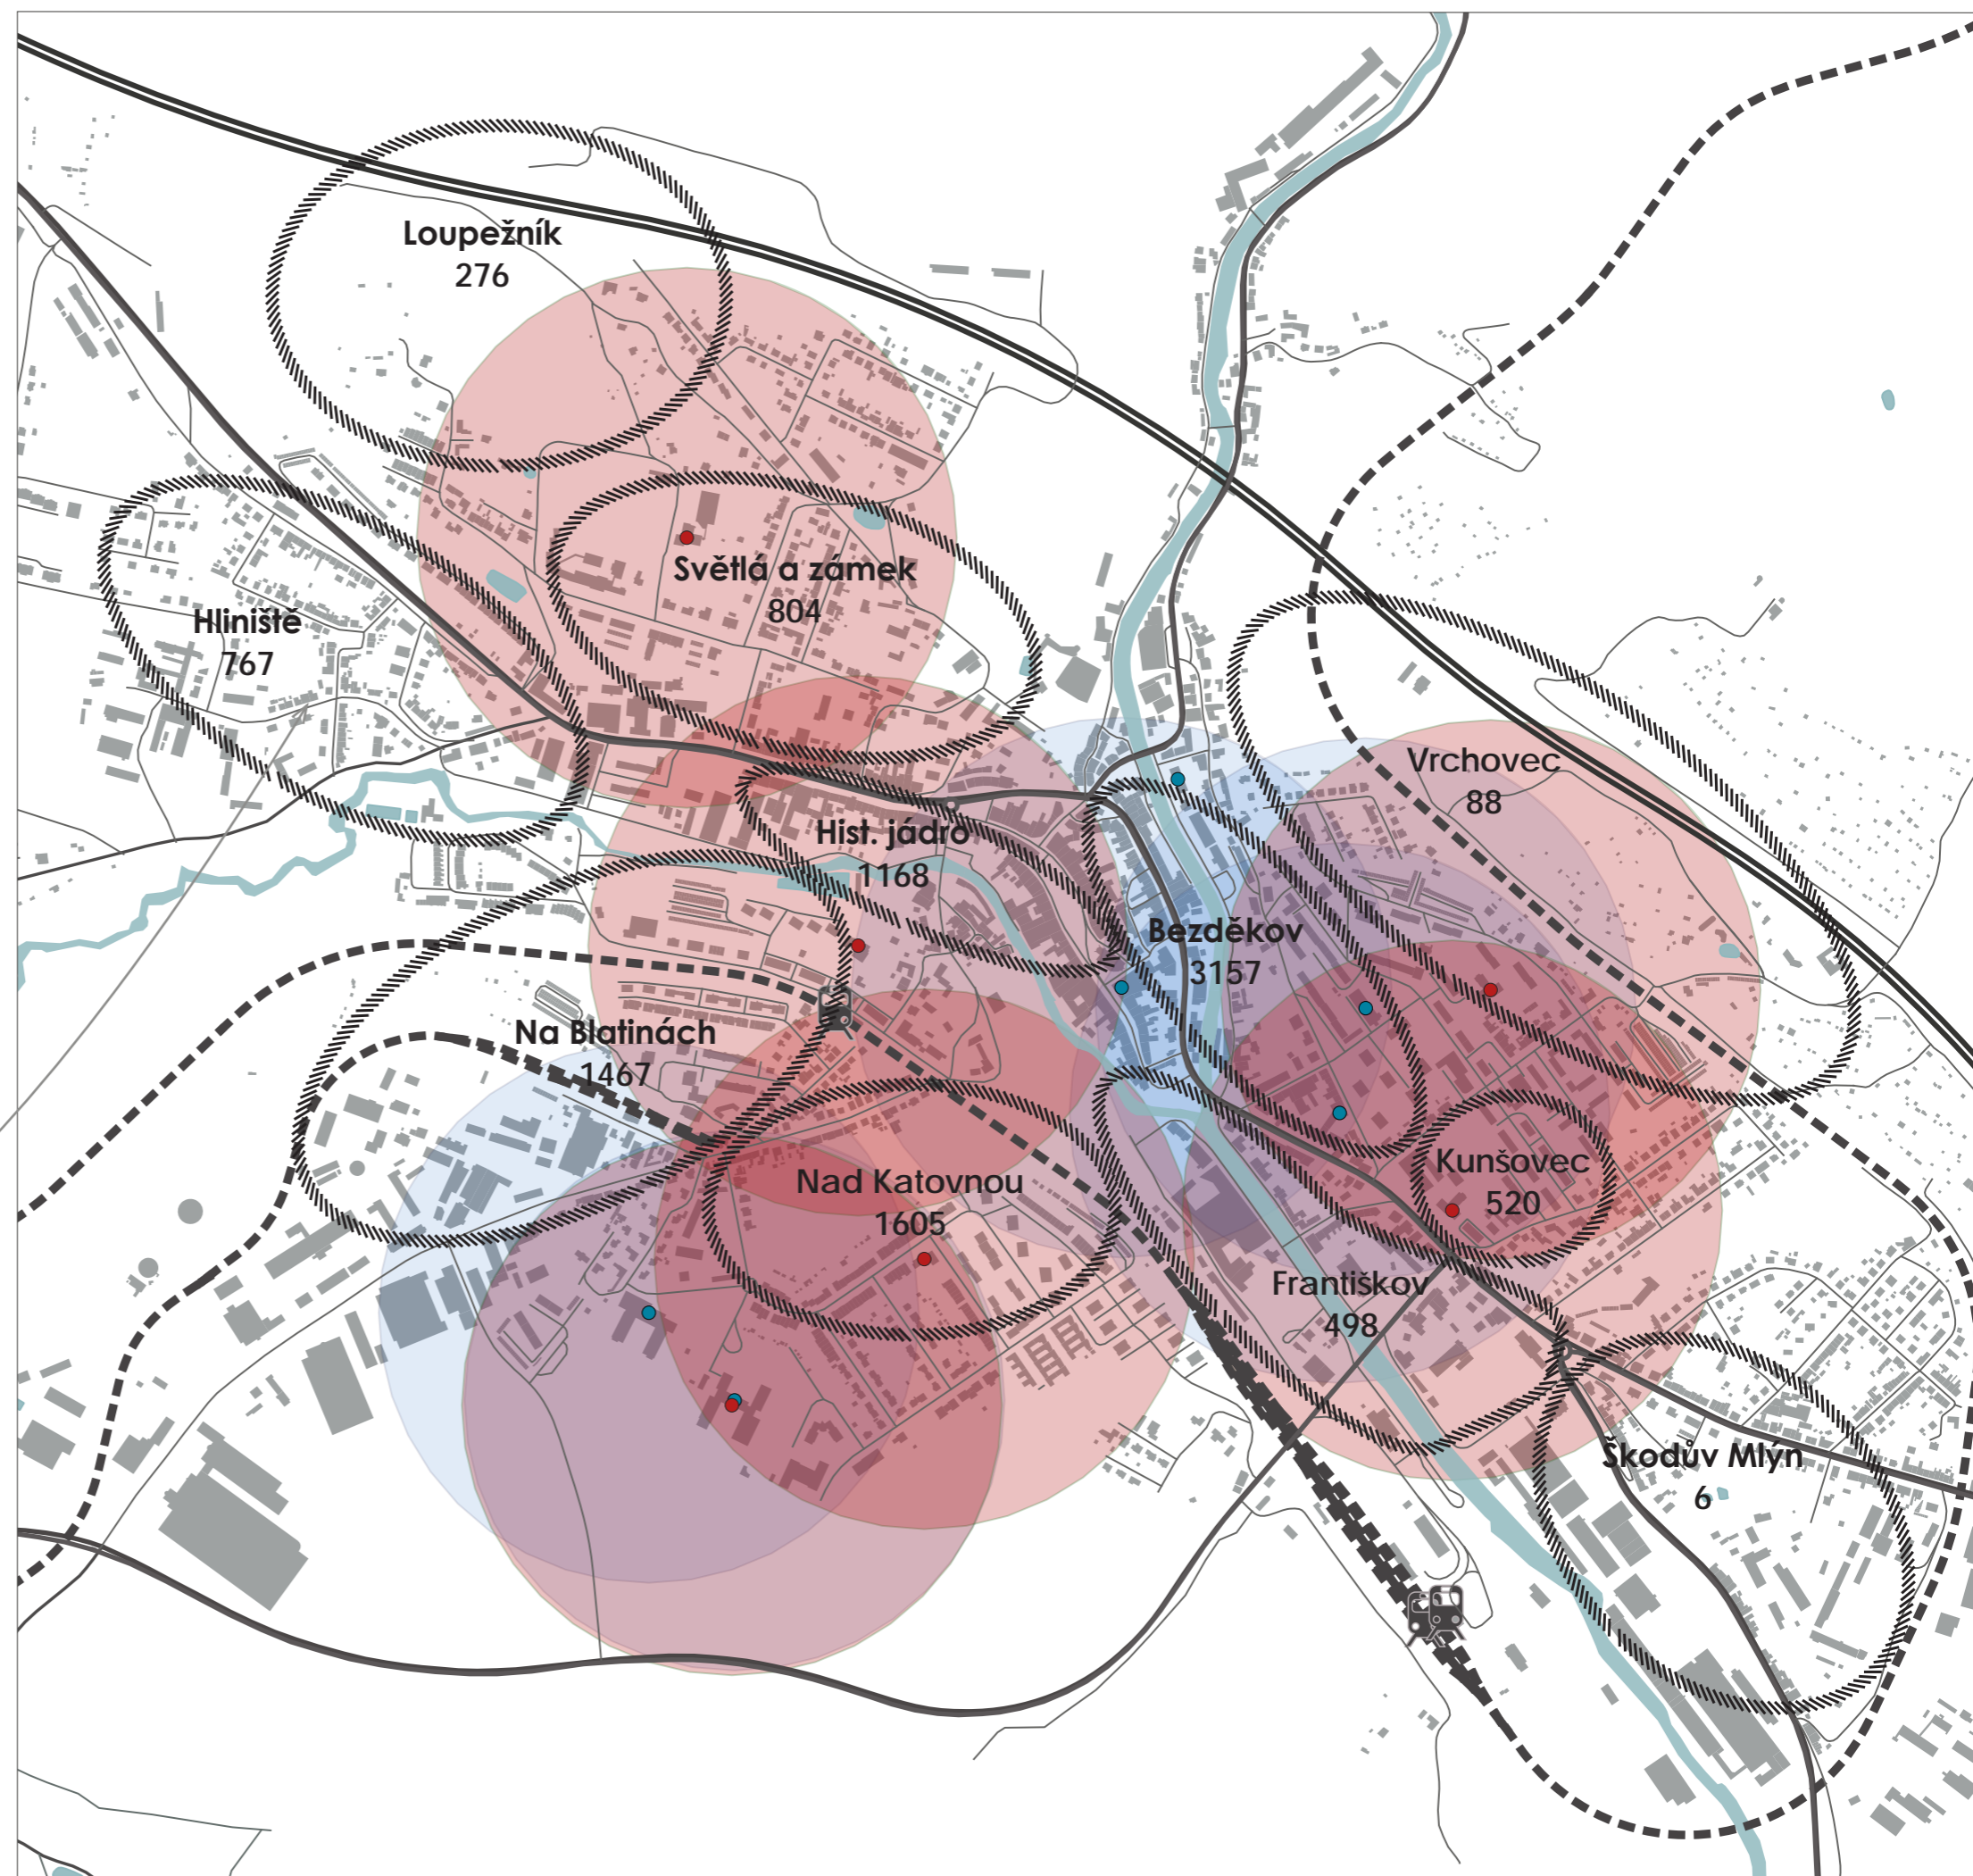 Loupežník
276
Světlá a zámek
804
Hliniště
767
Vrchovec
88
Hist. jádro
1168
Bezděkov
3157
Na Blatinách
1467
Nad Katovnou
1605
Kunšovec
520
Františkov
498
Škodův Mlýn
6